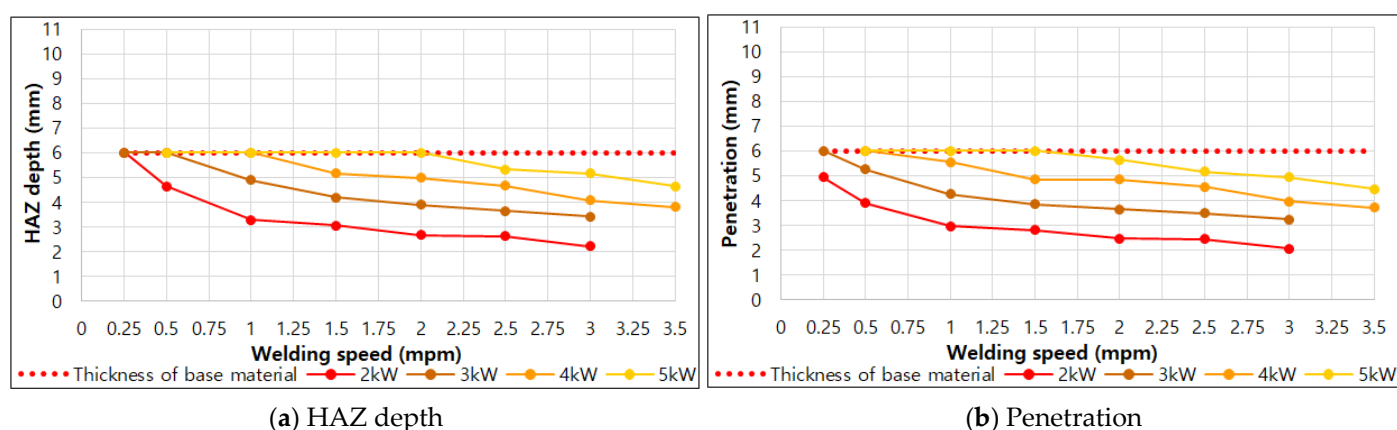 HAZ depth (mm)
11
10
9
8
7
6
5
4
3
2
1
0
0 0.25 0.5 0.75 1 1.25 1.5 1.75 2 2.25 2.5 2.75 3 3.25 3.5
Welding speed (mpm)
Thickness of base material 2kW 3kW 4kW 5kW
(a) HAZ depth
Penetration (mm)
11
10
9
8
7
6
5
4
3
2
1
0
0 0.25 0.5 0.75 1 1.25 1.5 1.75 2 2.25 2.5 2.75 3 3.25 3.5
Welding speed (mpm)
Thickness of base material 2kW 3kW 4kW 5kW
(b) Penetration